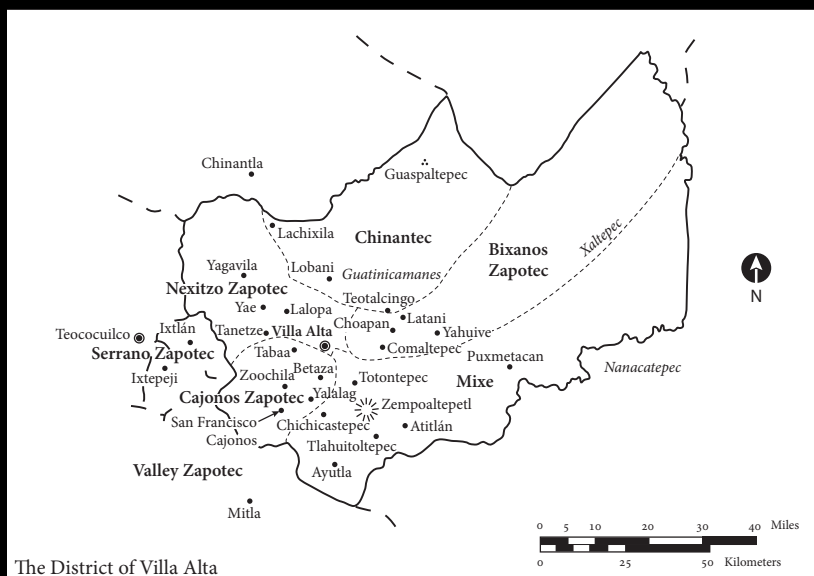 Chinantla
Guaspaltepec
Lachixila
Chinantec
Xaltepec
Bixanos
Zapotec
Lobani
Guatinicamanes
Yagavila
Nexitzo Zapotec
N
Teotalcingo
Yae
Lalopa
Latani
Choapan
Teococuilco
Ixtlán
Tanetze
Villa Alta
Yahuive
Serrano Zapotec
Tabaa
Comaltepec
Puxmetacan
Ixtepeji
Betaza
Nanacatepec
Zoochila
Totontepec
Mixe
Cajonos Zapotec
Yalalag
Zempoaltepetl
San Francisco
Cajonos
Chichicastepec
Atitlán
Tlahuitoltepec
Valley Zapotec
Ayutla
Mitla
0 5 10 20 30 40 Miles
0 25 50 Kilometers
The District of Villa Alta